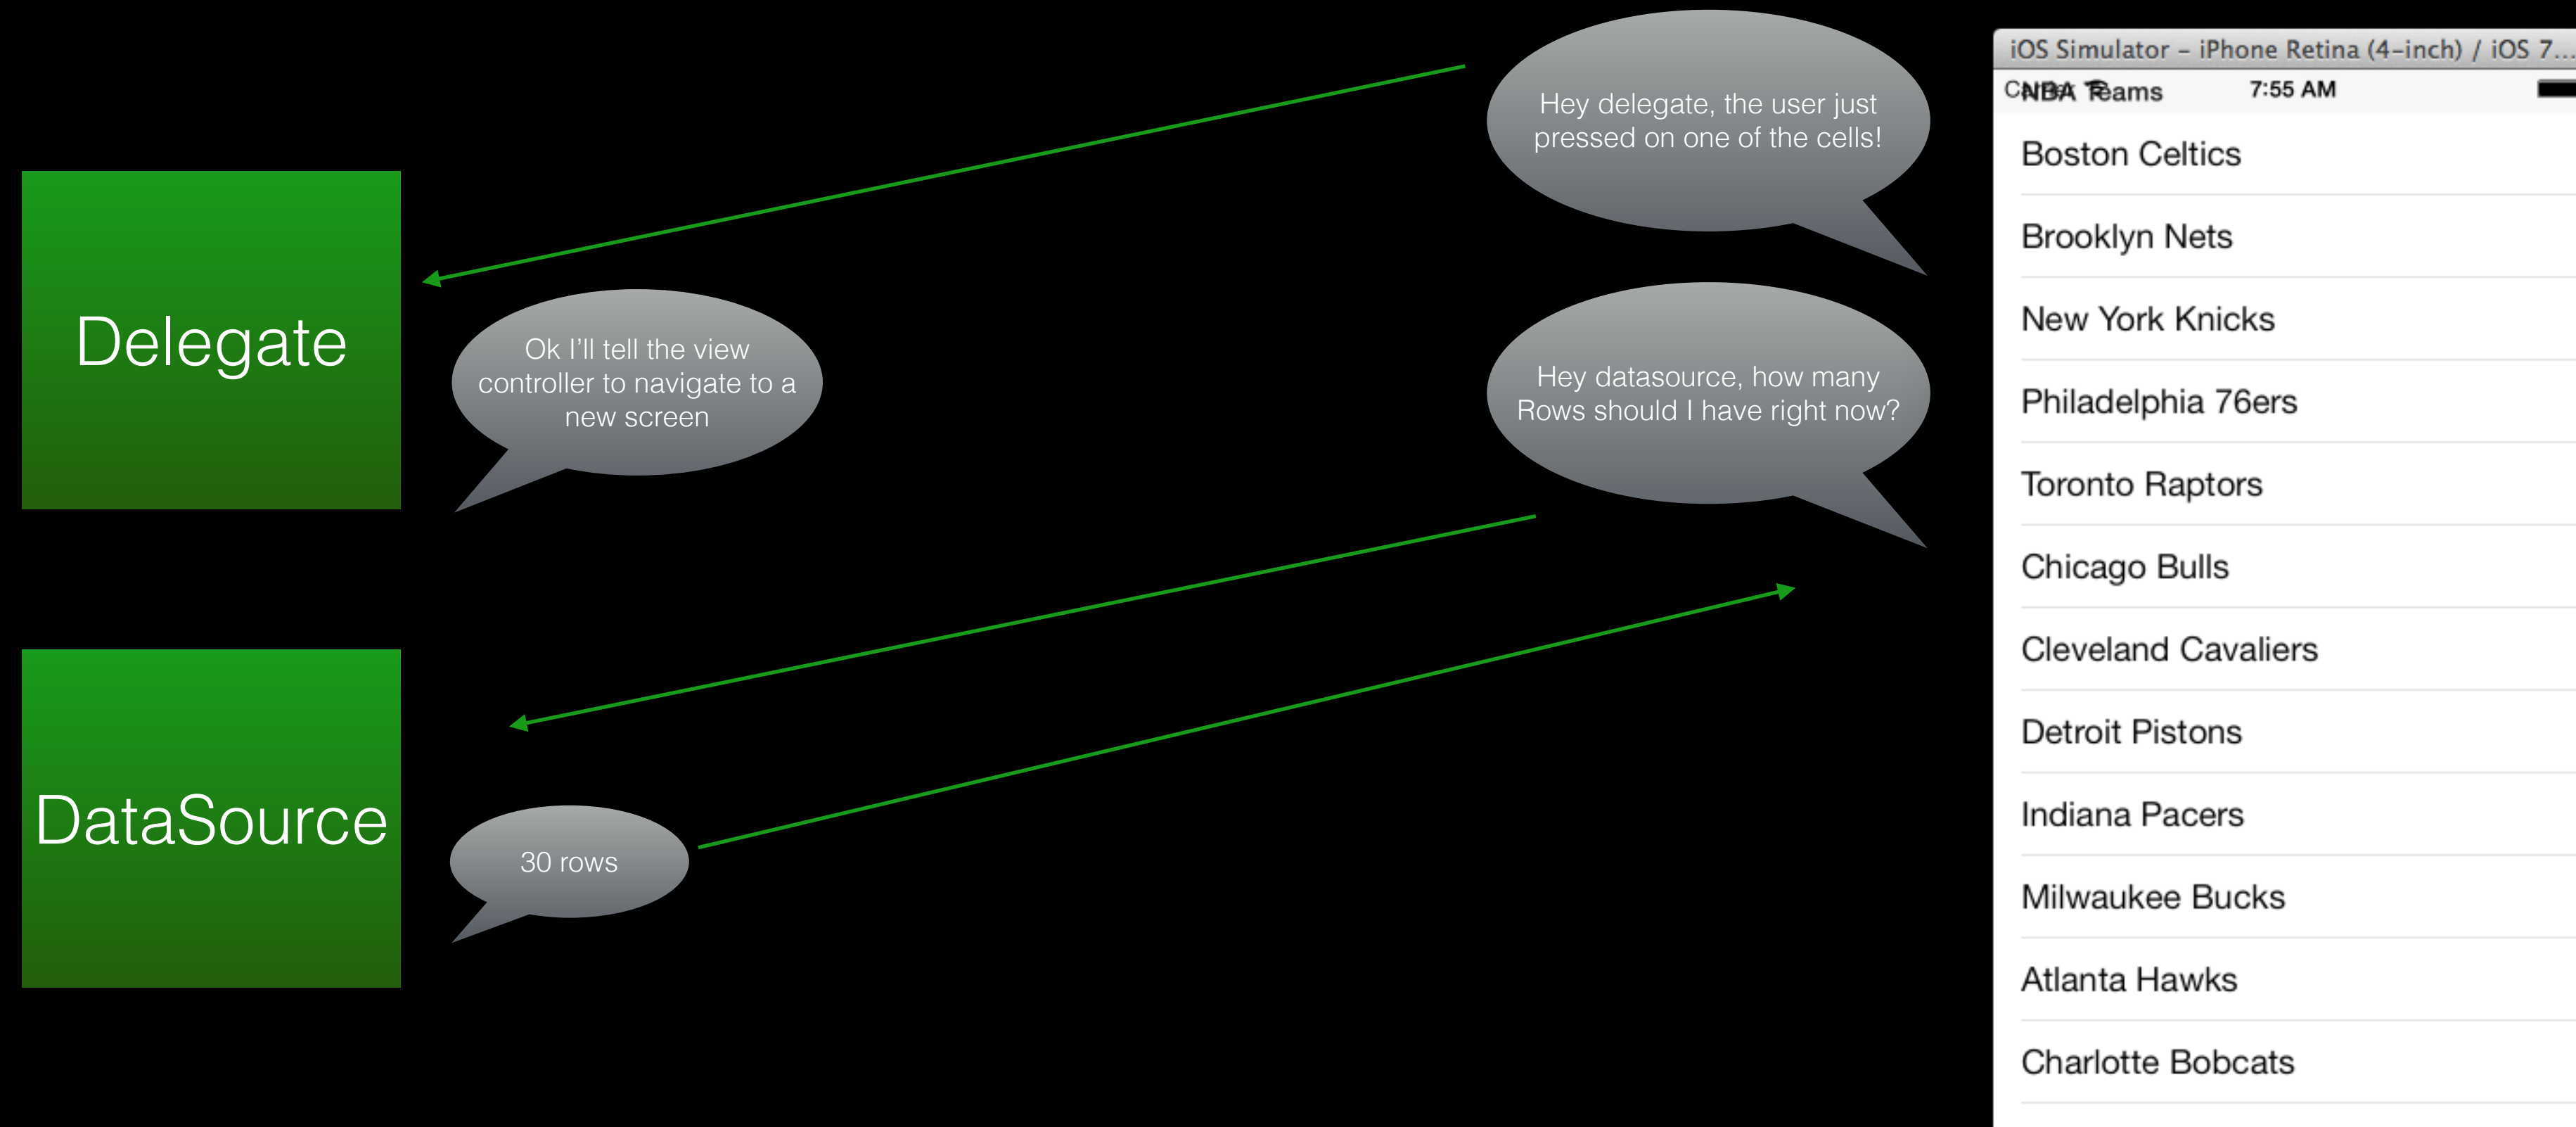 Delegate
Ok I'll tell the view
controller to navigate to a
new screen
DataSource
30 rows
Hey delegate, the user just
pressed on one of the cells!
Hey datasource, how many
Rows should I have right now?
iOS Simulator – iPhone Retina (4-inch) / iOS 7...
NBA Teams 7:55 AM
Boston Celtics
Brooklyn Nets
New York Knicks
Philadelphia 76ers
Toronto Raptors
Chicago Bulls
Cleveland Cavaliers
Detroit Pistons
Indiana Pacers
Milwaukee Bucks
Atlanta Hawks
Charlotte Bobcats